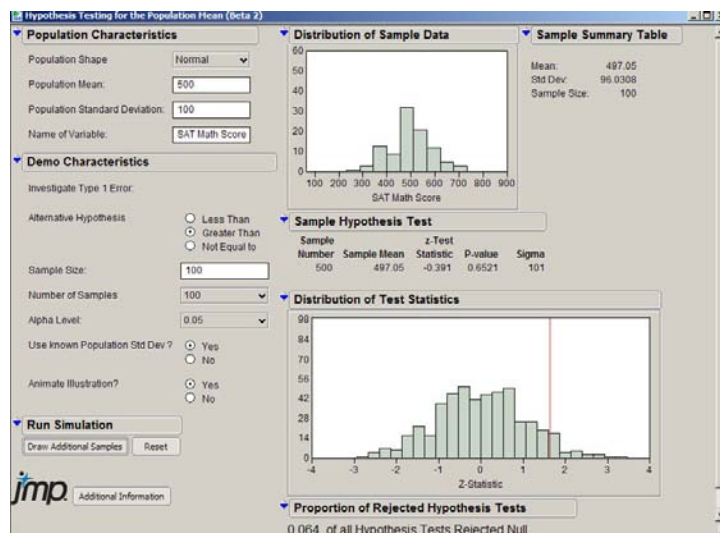 Hypothesis Testing for the Population Mean (Beta 2)
Population Characteristics
Population Shape Normal
Population Mean: 500
Population Standard Deviation: 100
Name of Variable: SAT Math Score
Demo Characteristics
Investigate Type 1 Error:
Alternative Hypothesis
Less Than
Greater Than
Not Equal to
Sample Size: 100
Number of Samples 100
Alpha Level: 0.05
Use known Population Std Dev ? Yes
No
Animate Illustration? Yes
No
Run Simulation
Draw Additional Samples Reset
jmp Additional Information
Distribution of Sample Data
60
50
40
30
20
10
0
100 200 300 400 500 600 700 800 900
SAT Math Score
Sample Summary Table
Mean: 497.05
Std Dev: 96.0308
Sample Size: 100
Sample Hypothesis Test
Sample z-Test
Number Sample Mean Statistic P-value Sigma
500 497.05 -0.391 0.6521 101
Distribution of Test Statistics
98
84
70
56
42
28
14
0
-4 -3 -2 -1 0 1 2 3 4
Z-Statistic
Proportion of Rejected Hypothesis Tests
0.064 of all Hypothesis Tests Rejected Null